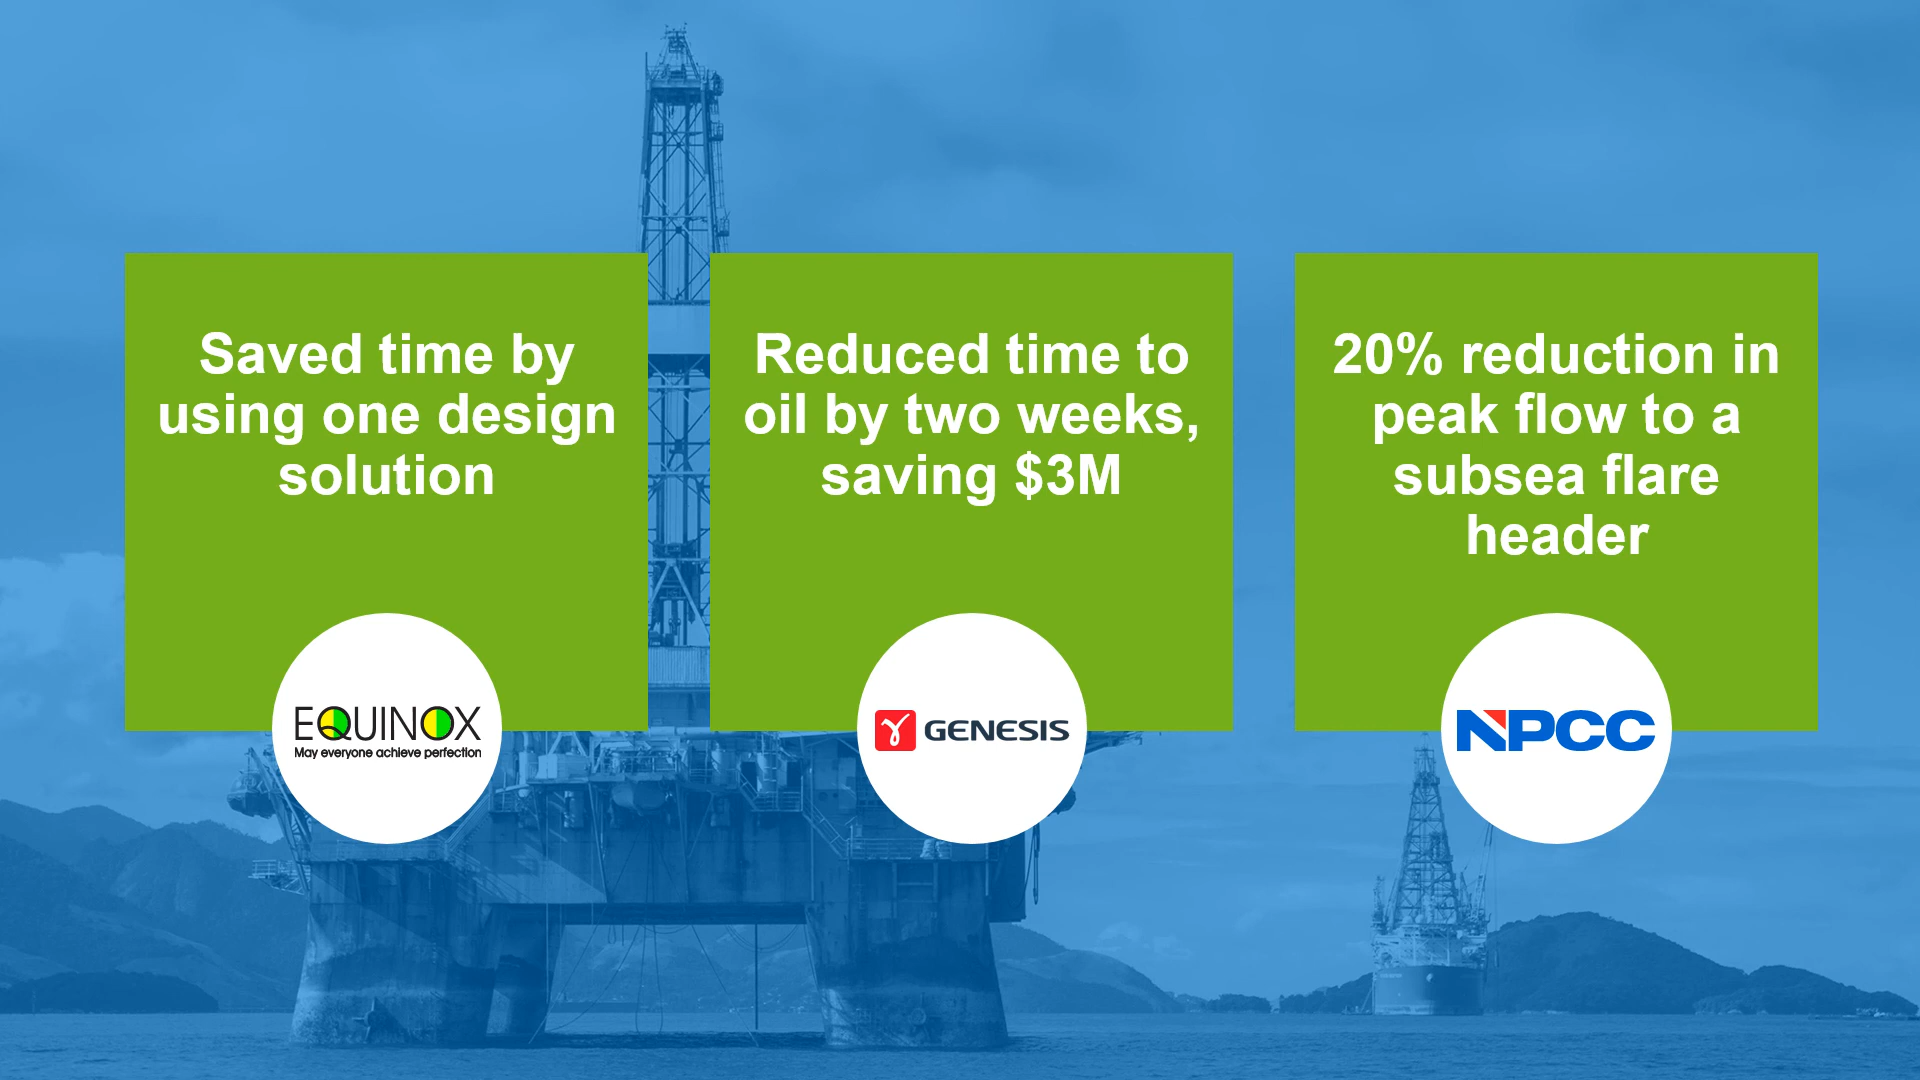 Saved time by
using one design
solution
Reduced time to
oil by two weeks,
saving $3M
20% reduction in
peak flow to a
subsea flare
header
EQUINOX
May everyone achieve perfection
GENESIS
NPCC